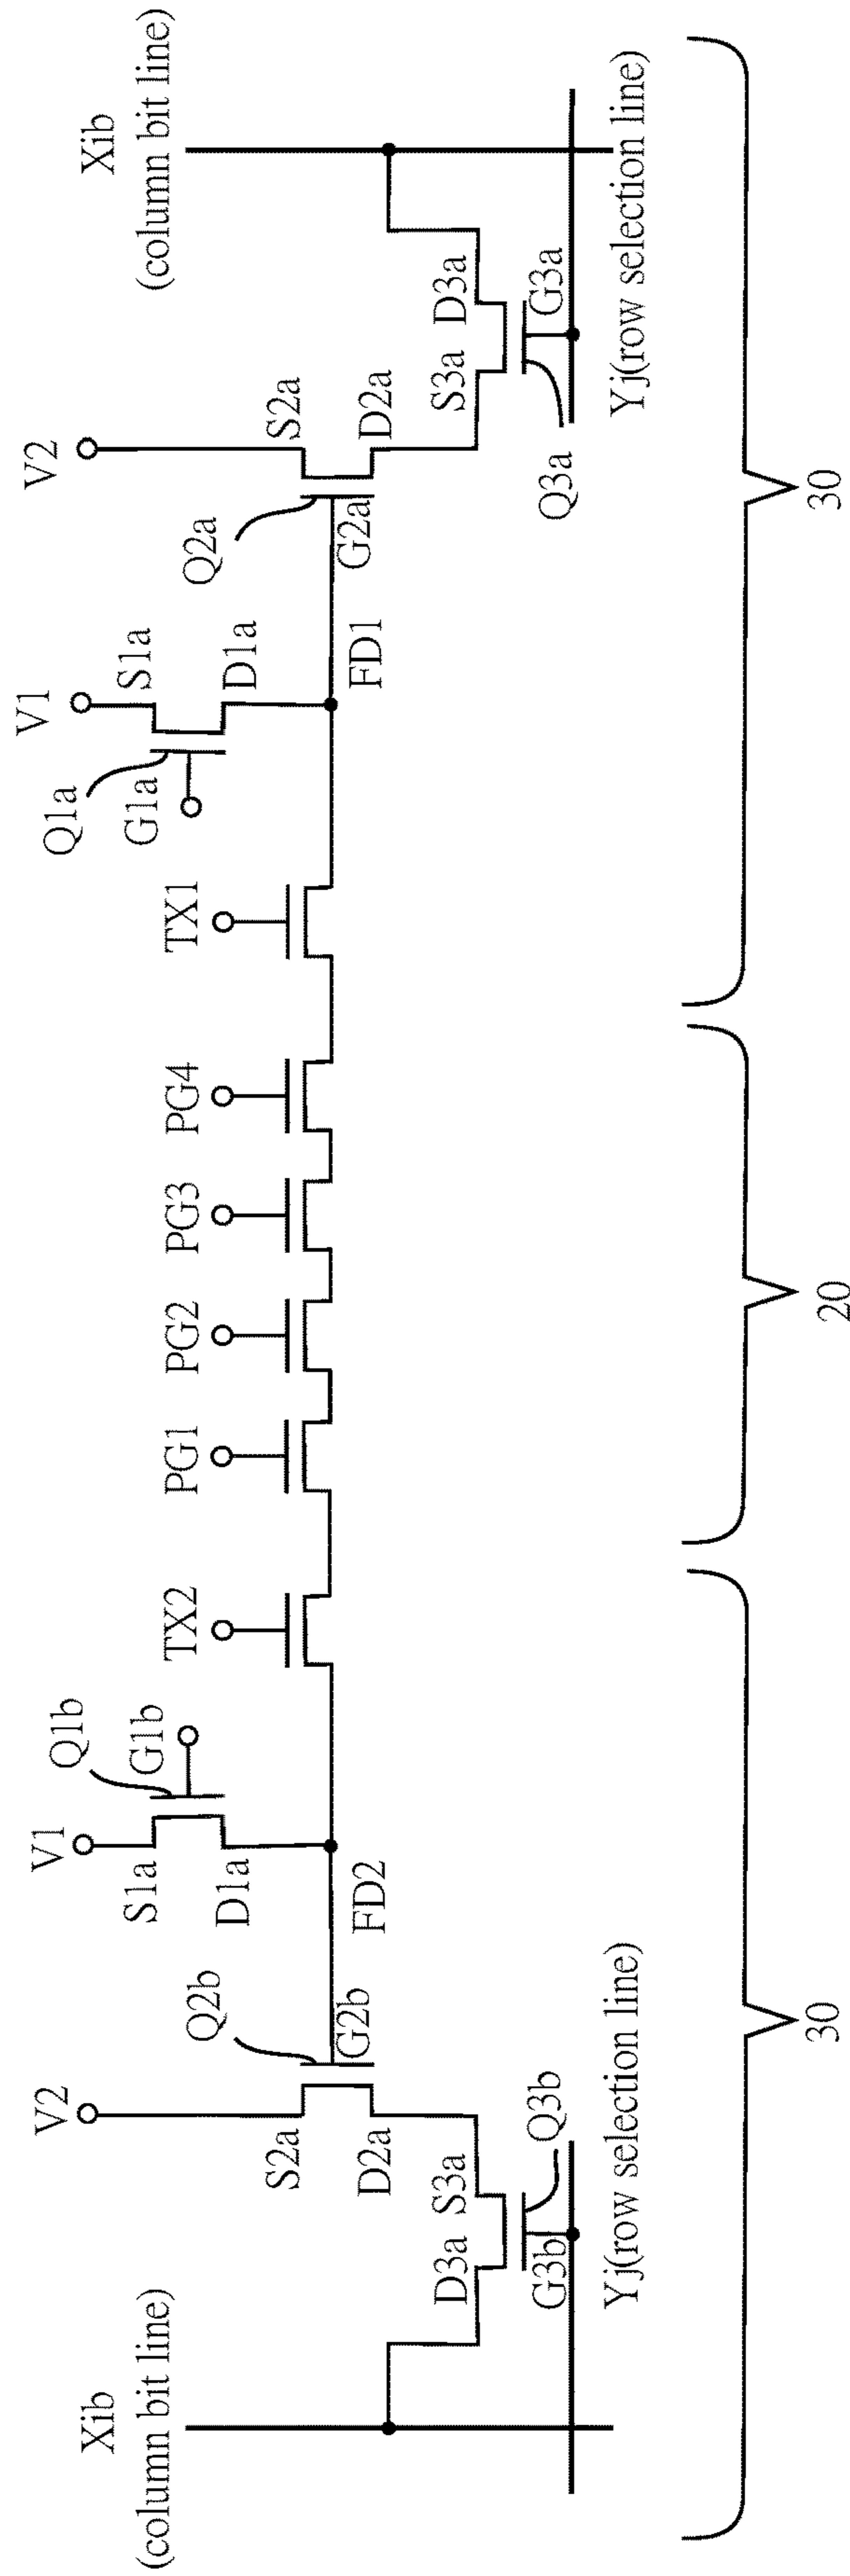 Xib
(column bit line)
V2
S2a
D2a
G2b
Q2b
D3a
S3a
G3b
Q3b
Yj(row selection line)
V1
S1a
D1a
Q1b
G1b
FD2
TX2
PG1
PG2
PG3
PG4
TX1
Q1a
G1a
V1
S1a
D1a
FD1
Q2a
G2a
V2
S2a
D2a
S3a
D3a
Q3a
G3a
Xib
(column bit line)
Yj(row selection line)
30
20
30